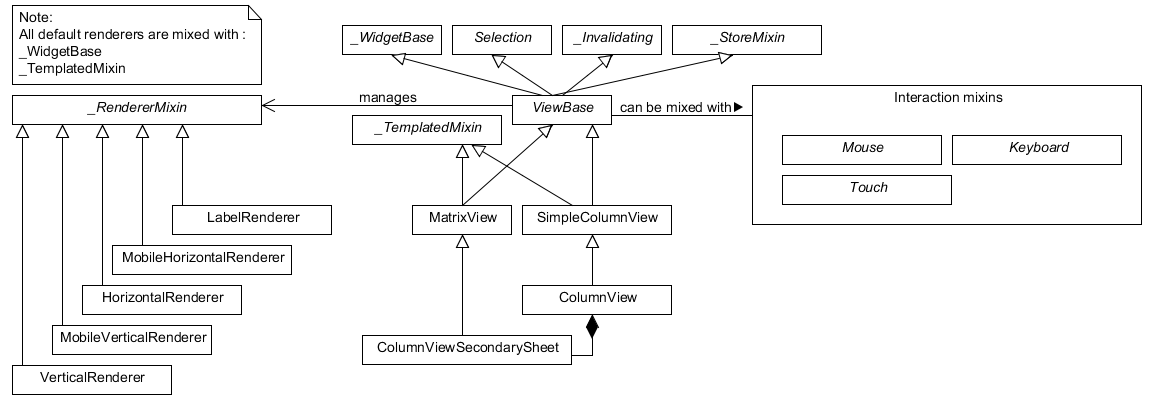 Note:
All default renderers are mixed with :
_WidgetBase
_TemplatedMixin
_WidgetBase
Selection
_Invalidating
_StoreMixin
_RendererMixin
manages
ViewBase
can be mixed with
Interaction mixins
_TemplatedMixin
Mouse
Keyboard
Touch
LabelRenderer
MatrixView
SimpleColumnView
MobileHorizontalRenderer
HorizontalRenderer
ColumnView
MobileVerticalRenderer
ColumnViewSecondarySheet
VerticalRenderer